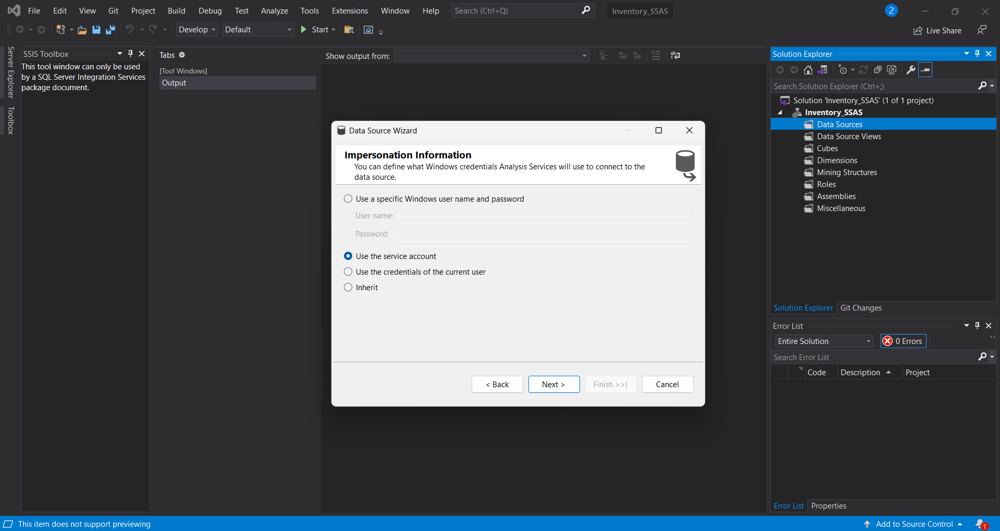 File Edit View Git Project Build Debug Test Analyze Tools Extensions Window Help Search (Ctrl+Q) Inventory_SSAS 2
Develop Default Start Live Share
Server Explorer
Toolbox
SSIS Toolbox
This tool window can only be used
by a SQL Server Integration Services
package document.
Tabs
[Tool Windows]
Output
Show output from:
Data Source Wizard
Impersonation Information
You can define what Windows credentials Analysis Services will use to connect to the
data source.
Use a specific Windows user name and password
User name:
Password:
Use the service account
Use the credentials of the current user
Inherit
< Back Next > Finish >>| Cancel
Solution Explorer
Search Solution Explorer (Ctrl+;)
Solution 'Inventory_SSAS' (1 of 1 project)
Inventory_SSAS
Data Sources
Data Source Views
Cubes
Dimensions
Mining Structures
Roles
Assemblies
Miscellaneous
Solution Explorer Git Changes
Error List
Entire Solution 0 Errors
Search Error List
Code Description Project
Error List Properties
This item does not support previewing Add to Source Control 1